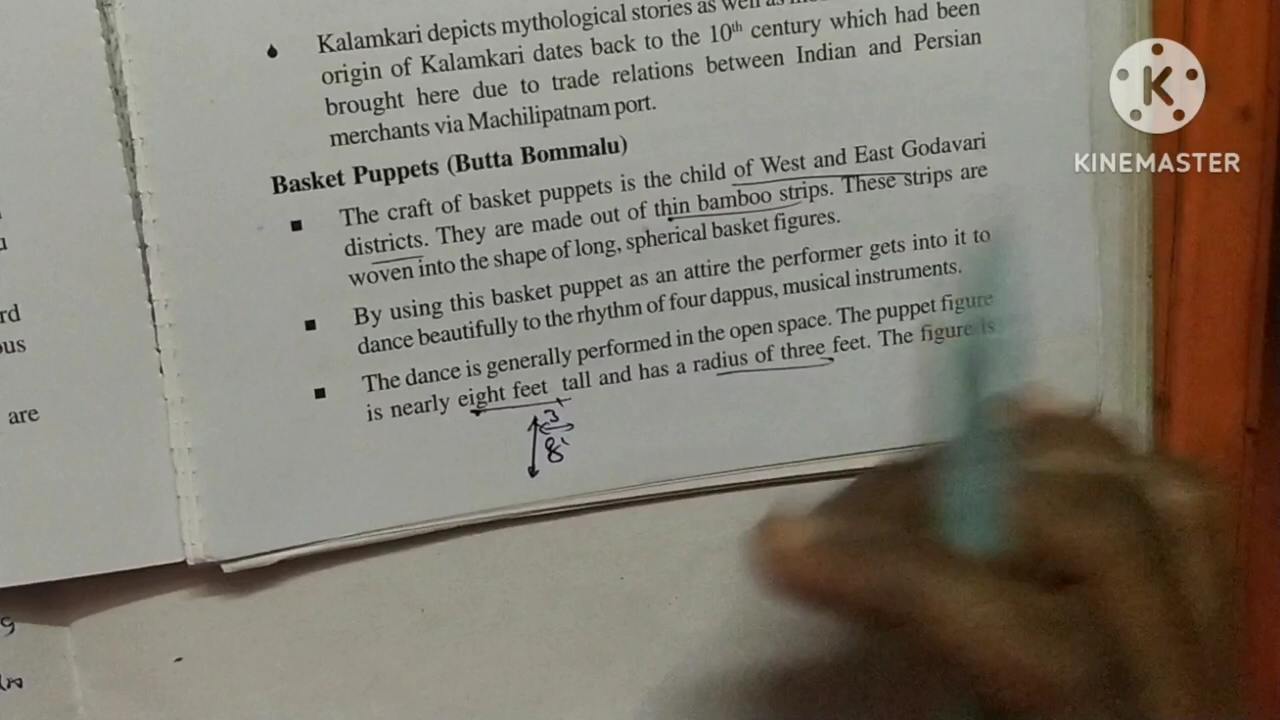 Kalamkari depicts mythological stories as well as
origin of Kalamkari dates back to the 10th century which had been
brought here due to trade relations between Indian and Persian
merchants via Machilipatnam port.
Basket Puppets (Butta Bommalu)
■ The craft of basket puppets is the child of West and East Godavari
districts. They are made out of thin bamboo strips. These strips are
woven into the shape of long, spherical basket figures.
■ By using this basket puppet as an attire the performer gets into it to
dance beautifully to the rhythm of four dappus, musical instruments.
■ The dance is generally performed in the open space. The puppet figure
is nearly eight feet tall and has a radius of three feet. The figure is
3
8'
rd
ous
are
K
KINEMASTER